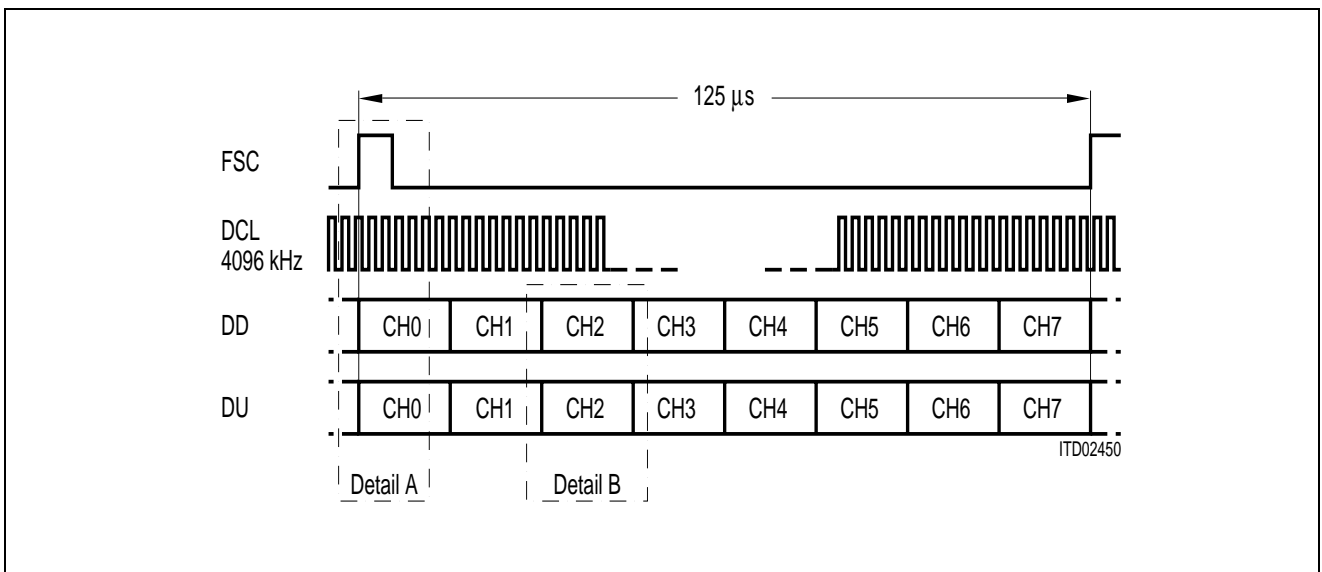 125 µs
FSC
DCL
4096 kHz
DD CH0 CH1 CH2 CH3 CH4 CH5 CH6 CH7
DU CH0 CH1 CH2 CH3 CH4 CH5 CH6 CH7
ITD02450
Detail A Detail B